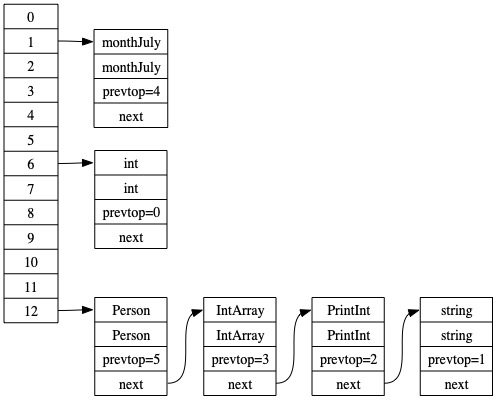 0
1
2
3
4
5
6
7
8
9
10
11
12
monthJuly
monthJuly
prevtop=4
next
int
int
prevtop=0
next
Person
Person
prevtop=5
next
IntArray
IntArray
prevtop=3
next
PrintInt
PrintInt
prevtop=2
next
string
string
prevtop=1
next